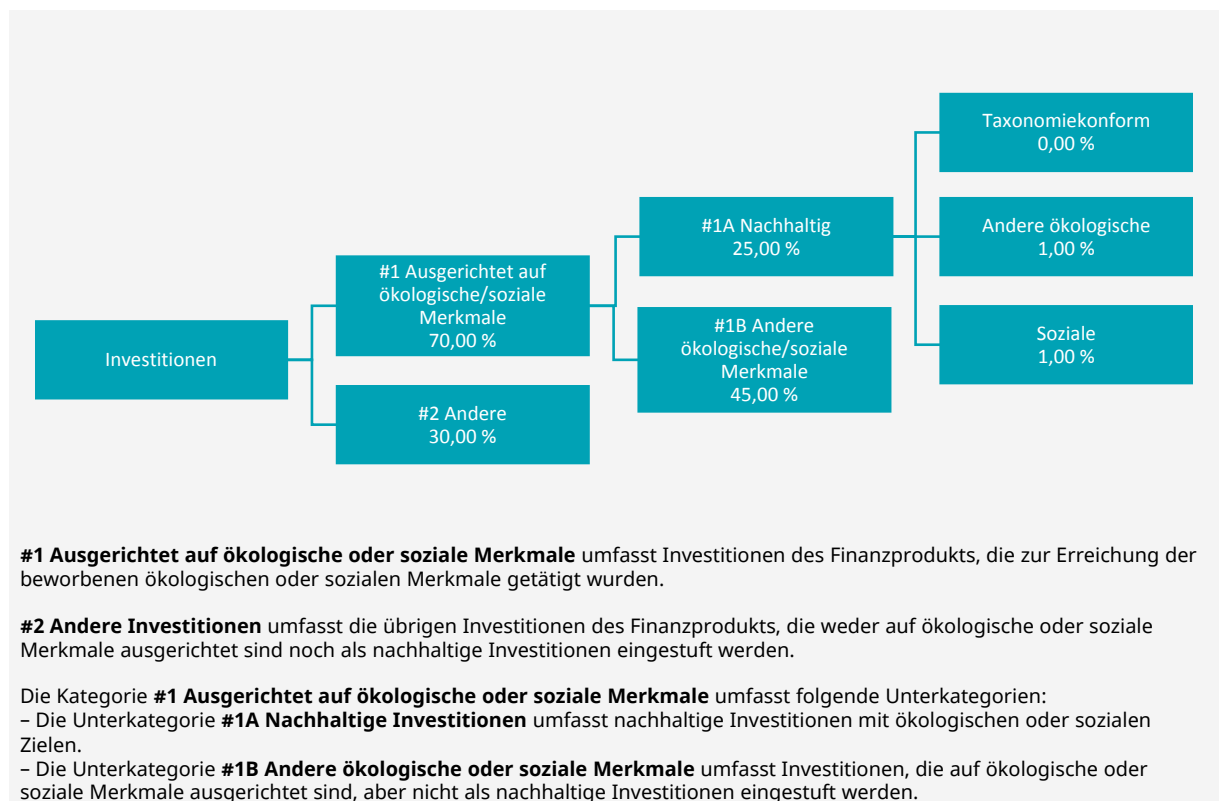 Investitionen
#1 Ausgerichtet auf
ökologische/soziale
Merkmale
70,00 %
#2 Andere
30,00 %
#1A Nachhaltig
25,00 %
#1B Andere
ökologische/soziale
Merkmale
45,00 %
Taxonomiekonform
0,00 %
Andere ökologische
1,00 %
Soziale
1,00 %
#1 Ausgerichtet auf ökologische oder soziale Merkmale umfasst Investitionen des Finanzprodukts, die zur Erreichung der
beworbenen ökologischen oder sozialen Merkmale getätigt wurden.
#2 Andere Investitionen umfasst die übrigen Investitionen des Finanzprodukts, die weder auf ökologische oder soziale
Merkmale ausgerichtet sind noch als nachhaltige Investitionen eingestuft werden.
Die Kategorie #1 Ausgerichtet auf ökologische oder soziale Merkmale umfasst folgende Unterkategorien:
– Die Unterkategorie #1A Nachhaltige Investitionen umfasst nachhaltige Investitionen mit ökologischen oder sozialen
Zielen.
– Die Unterkategorie #1B Andere ökologische oder soziale Merkmale umfasst Investitionen, die auf ökologische oder
soziale Merkmale ausgerichtet sind, aber nicht als nachhaltige Investitionen eingestuft werden.